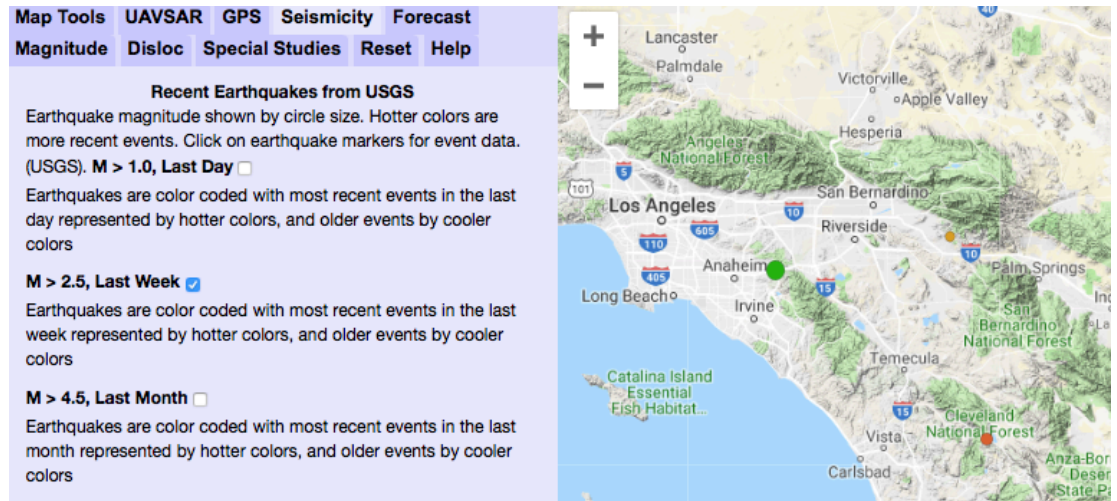 Map Tools UAVSAR GPS Seismicity Forecast
Magnitude Disloc Special Studies Reset Help
Recent Earthquakes from USGS
Earthquake magnitude shown by circle size. Hotter colors are
more recent events. Click on earthquake markers for event data.
(USGS). M > 1.0, Last Day
Earthquakes are color coded with most recent events in the last
day represented by hotter colors, and older events by cooler
colors
M > 2.5, Last Week
Earthquakes are color coded with most recent events in the last
week represented by hotter colors, and older events by cooler
colors
M > 4.5, Last Month
Earthquakes are color coded with most recent events in the last
month represented by hotter colors, and older events by cooler
colors
+
−
40
Lancaster
Palmdale
Victorville
Apple Valley
Hesperia
Angeles
National Forest
5
101
San Bernardino
Los Angeles
10
605
Riverside
110
10
Anaheim
405
15
Palm Springs
Long Beach
Irvine
San
Bernardino
National Forest
Temecula
Catalina Island
Essential
Fish Habitat...
15
Cleveland
National Forest
Vista
Carlsbad